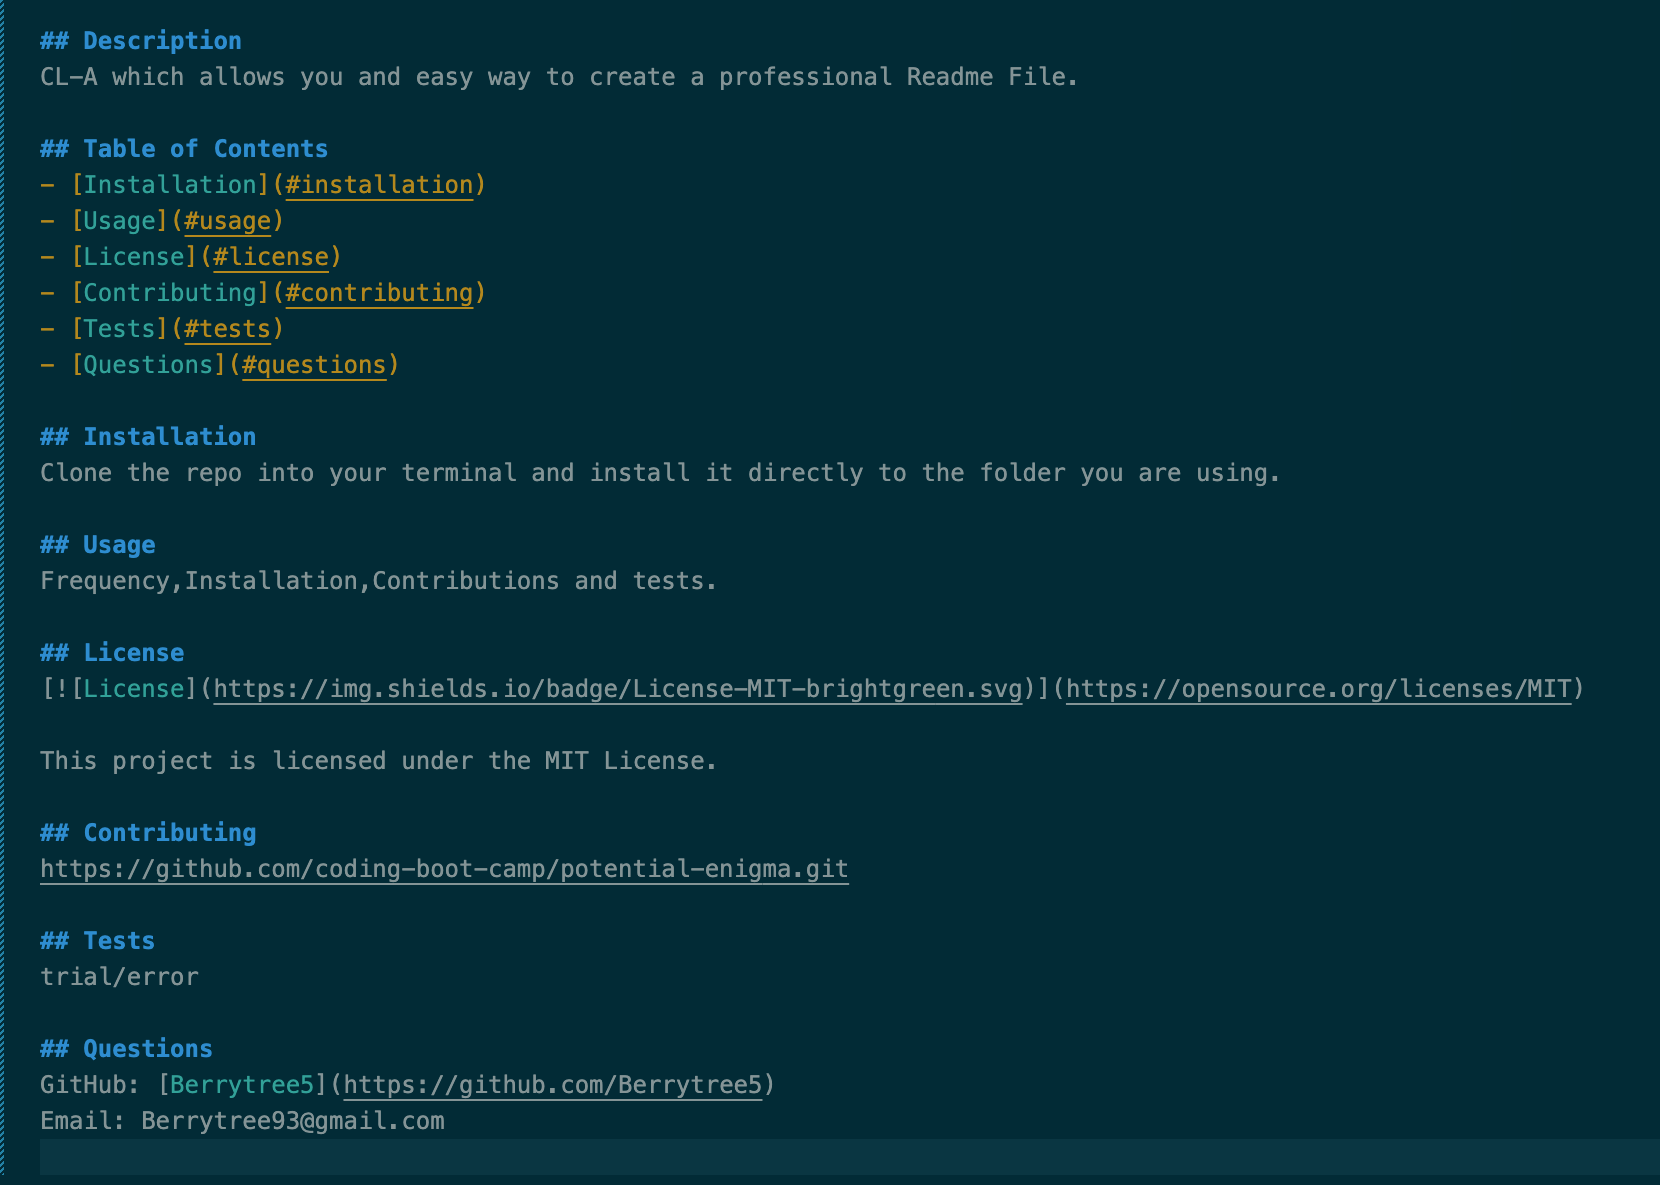 ## Description
CL-A which allows you and easy way to create a professional Readme File.
## Table of Contents
- [Installation](#installation)
- [Usage](#usage)
- [License](#license)
- [Contributing](#contributing)
- [Tests](#tests)
- [Questions](#questions)
## Installation
Clone the repo into your terminal and install it directly to the folder you are using.
## Usage
Frequency,Installation,Contributions and tests.
## License
[![License](https://img.shields.io/badge/License-MIT-brightgreen.svg)](https://opensource.org/licenses/MIT)
This project is licensed under the MIT License.
## Contributing
https://github.com/coding-boot-camp/potential-enigma.git
## Tests
trial/error
## Questions
GitHub: [Berrytree5](https://github.com/Berrytree5)
Email: Berrytree93@gmail.com